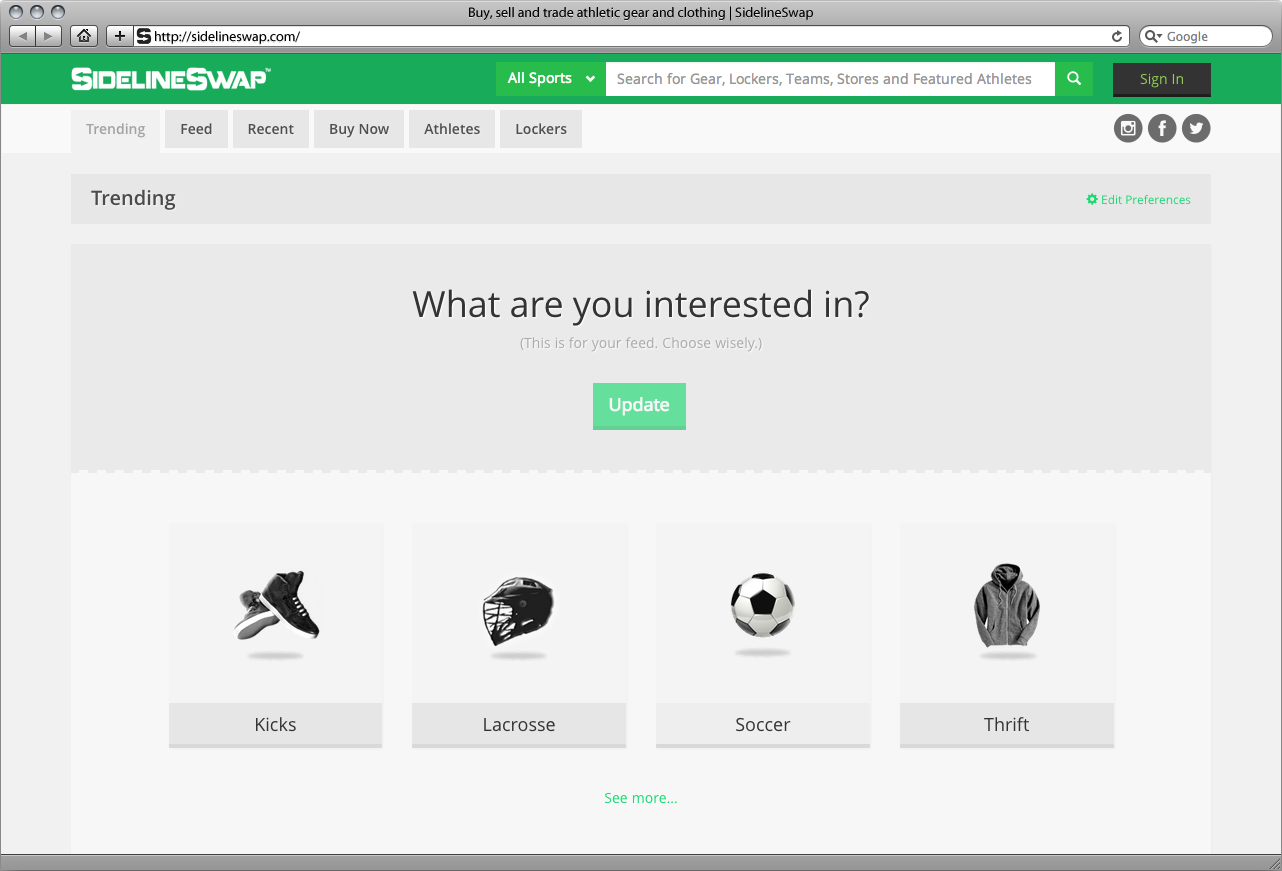 Buy, sell and trade athletic gear and clothing | SidelineSwap
http://sidelineswap.com/
Google
SIDELINESWAP™
All Sports
Search for Gear, Lockers, Teams, Stores and Featured Athletes
Sign In
Trending
Feed
Recent
Buy Now
Athletes
Lockers
Trending
Edit Preferences
What are you interested in?
(This is for your feed. Choose wisely.)
Update
Kicks
Lacrosse
Soccer
Thrift
See more...